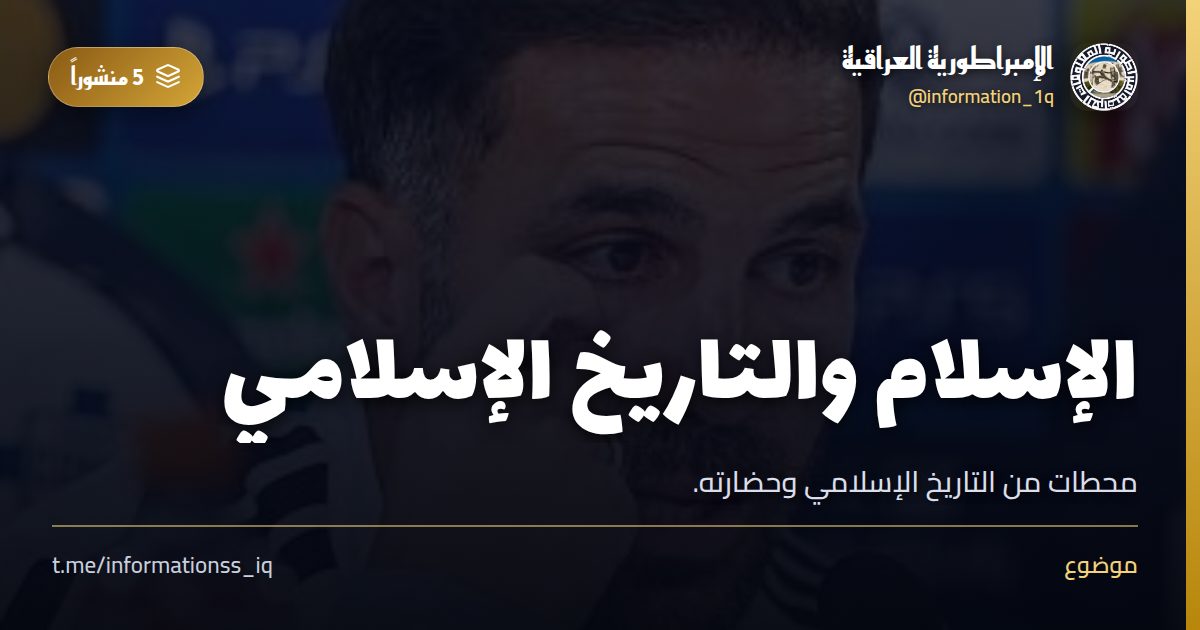 الإمبراطورية العراقية
@information_1q
5 منشوراً
الإسلام والتاريخ الإسلامي
محطات من التاريخ الإسلامي وحضارته.
موضوع
t.me/informationss_iq